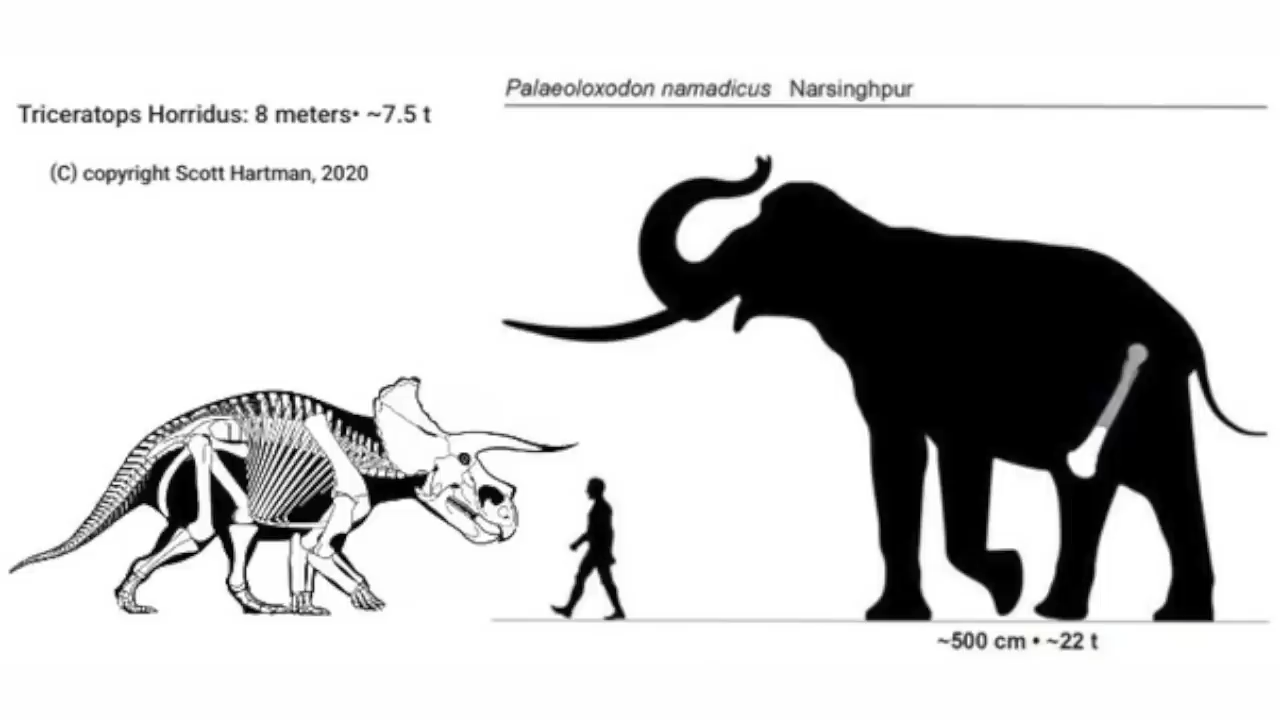 Triceratops Horridus: 8 meters• ~7.5 t
(C) copyright Scott Hartman, 2020
Palaeoloxodon namadicus Narsinghpur
~500 cm • ~22 t